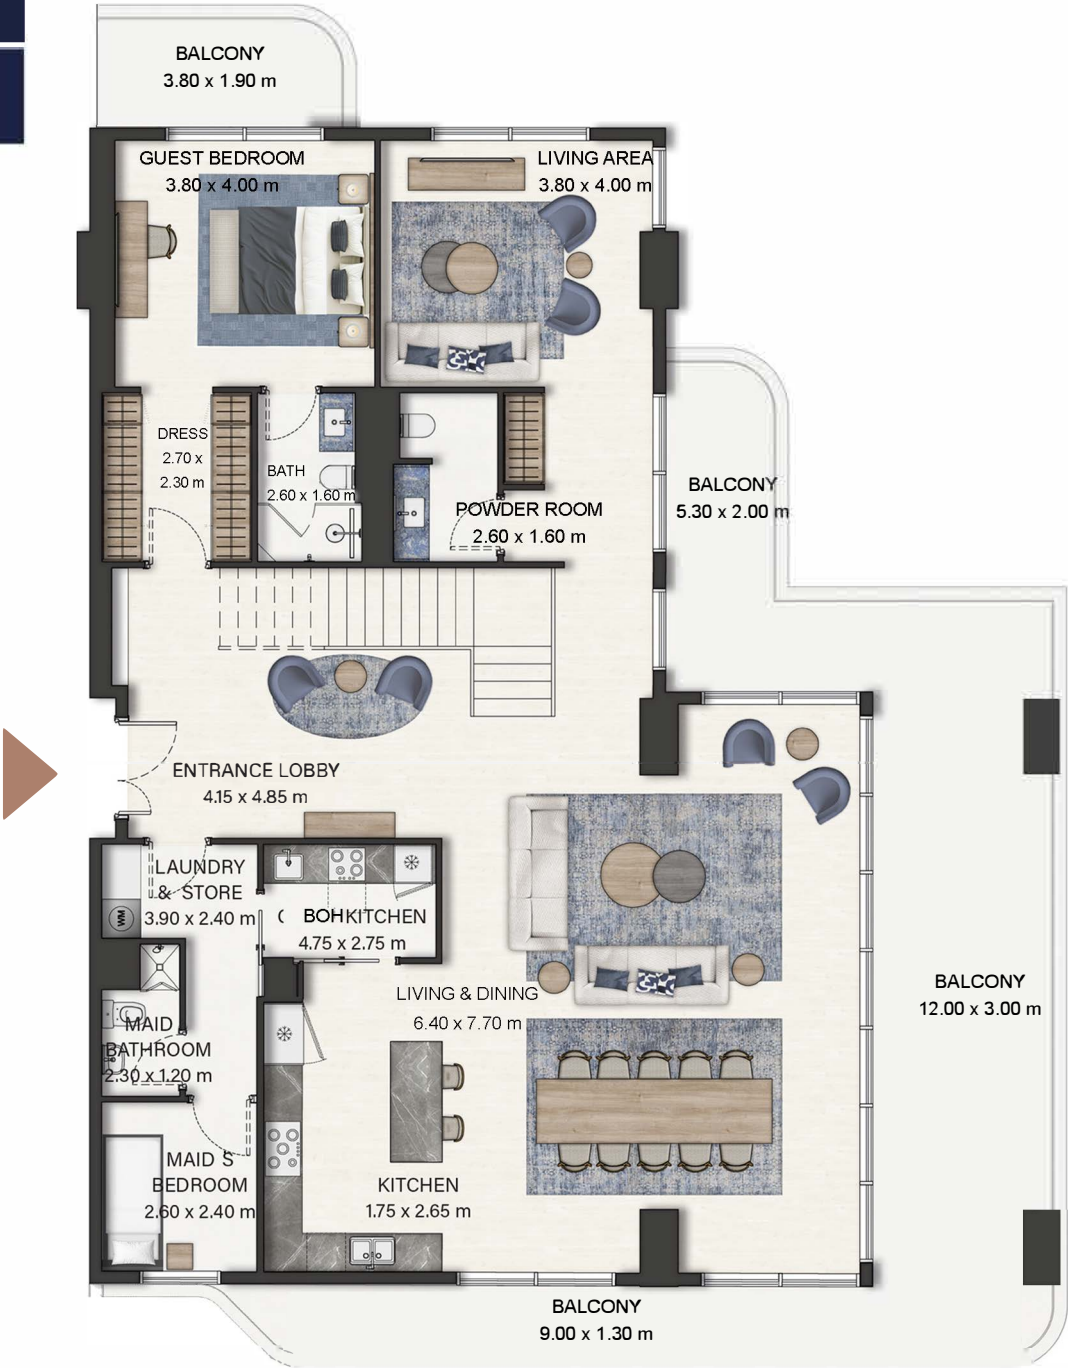 BALCONY
3.80 x 1.90 m
GUEST BEDROOM
3.80 x 4.00 m
LIVING AREA
3.80 x 4.00 m
DRESS
2.70 x
2.30 m
BATH
2.60 x 1.60 m
POWDER ROOM
2.60 x 1.60 m
BALCONY
5.30 x 2.00 m
ENTRANCE LOBBY
4.15 x 4.85 m
LAUNDRY
& STORE
3.90 x 2.40 m
WM
BOH KITCHEN
4.75 x 2.75 m
LIVING & DINING
6.40 x 7.70 m
BALCONY
12.00 x 3.00 m
MAID
BATHROOM
2.30 x 1.20 m
MAID S
BEDROOM
2.60 x 2.40 m
KITCHEN
1.75 x 2.65 m
BALCONY
9.00 x 1.30 m